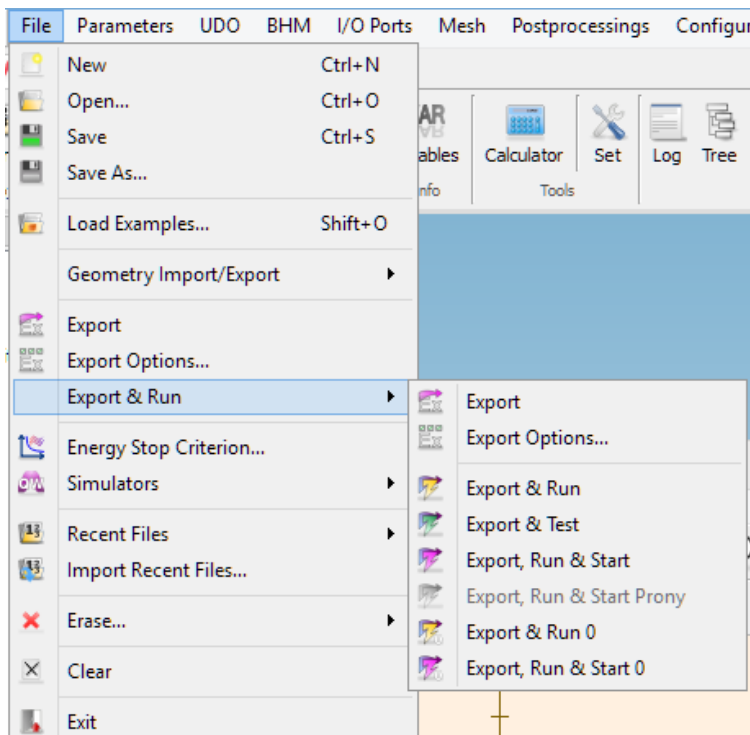 File Parameters UDO BHM I/O Ports Mesh Postprocessings
New Ctrl+N
Open... Ctrl+O
Save Ctrl+S
Save As...
Load Examples... Shift+O
Geometry Import/Export
Export
Export Options...
Export & Run
Energy Stop Criterion...
Simulators
Recent Files
Import Recent Files...
Erase...
Clear
Exit
Calculator Set Log Tree
Tools
Export
Export Options...
Export & Run
Export & Test
Export, Run & Start
Export, Run & Start Prony
Export & Run 0
Export, Run & Start 0